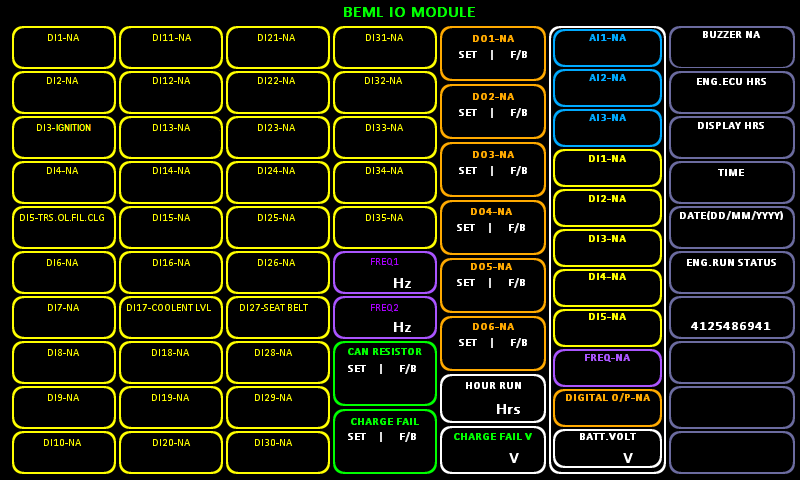 BEML IO MODULE
DI1-NA
DI2-NA
DI3-IGNITION
DI4-NA
DI5-TRS.OL.FIL.CLG
DI6-NA
DI7-NA
DI8-NA
DI9-NA
DI10-NA
DI11-NA
DI12-NA
DI13-NA
DI14-NA
DI15-NA
DI16-NA
DI17-COOLENT LVL
DI18-NA
DI19-NA
DI20-NA
DI21-NA
DI22-NA
DI23-NA
DI24-NA
DI25-NA
DI26-NA
DI27-SEAT BELT
DI28-NA
DI29-NA
DI30-NA
DI31-NA
DI32-NA
DI33-NA
DI34-NA
DI35-NA
FREQ1
Hz
FREQ2
Hz
CAN RESISTOR
SET | F/B
CHARGE FAIL
SET | F/B
DO1-NA
SET | F/B
DO2-NA
SET | F/B
DO3-NA
SET | F/B
DO4-NA
SET | F/B
DO5-NA
SET | F/B
DO6-NA
SET | F/B
HOUR RUN
Hrs
CHARGE FAIL V
V
AI1-NA
AI2-NA
AI3-NA
DI1-NA
DI2-NA
DI3-NA
DI4-NA
DI5-NA
FREQ-NA
DIGITAL O/P-NA
BATT.VOLT
V
BUZZER NA
ENG.ECU HRS
DISPLAY HRS
TIME
DATE(DD/MM/YYYY)
ENG.RUN STATUS
4125486941